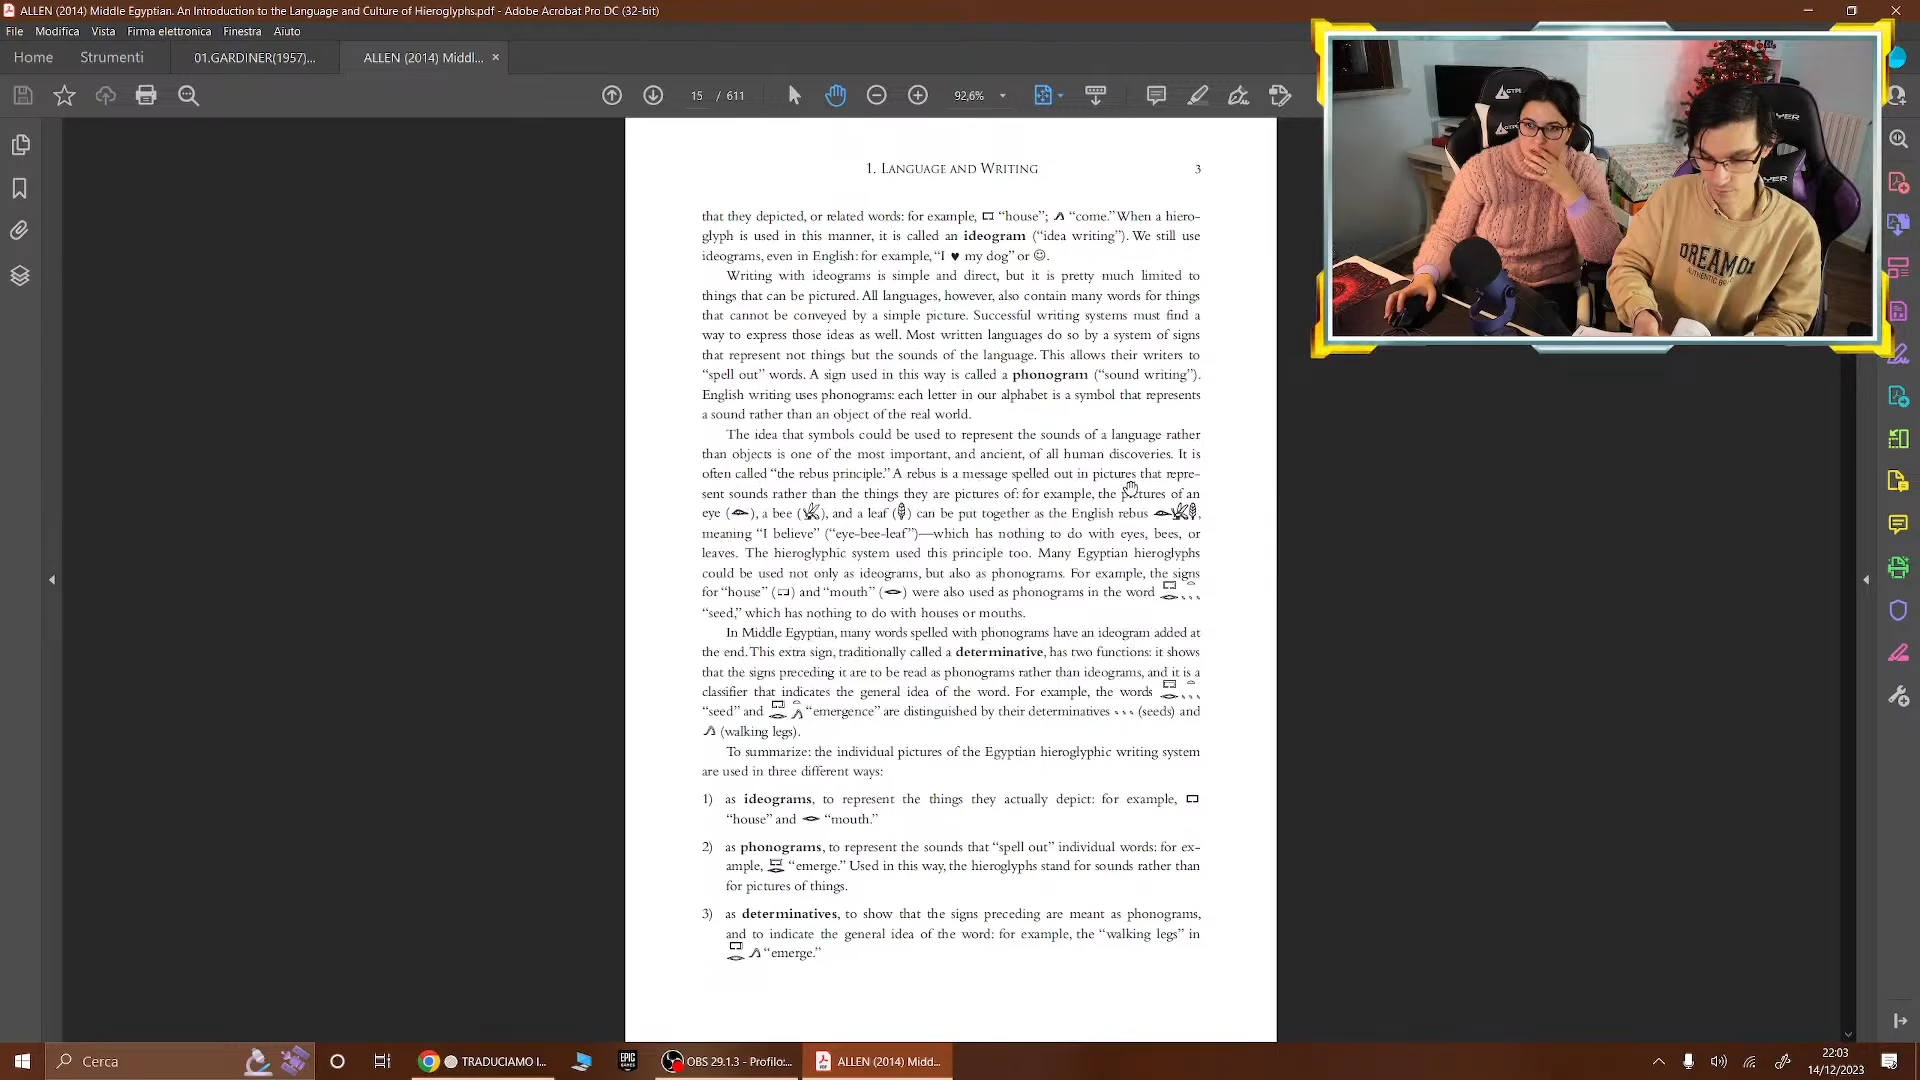 ALLEN (2014) Middle Egyptian. An Introduction to the Language and Culture of Hieroglyphs.pdf - Adobe Acrobat Pro DC (32-bit)
File Modifica Vista Firma elettronica Finestra Aiuto
Home Strumenti 01.GARDINER(1957)... ALLEN (2014) Middl... ×
15 / 611 92,6%
1. LANGUAGE AND WRITING 3
that they depicted, or related words: for example, “house”; “come.” When a hiero-
glyph is used in this manner, it is called an ideogram (“idea writing”). We still use
ideograms, even in English: for example, “I ♥ my dog” or ☺.
Writing with ideograms is simple and direct, but it is pretty much limited to
things that can be pictured. All languages, however, also contain many words for things
that cannot be conveyed by a simple picture. Successful writing systems must find a
way to express those ideas as well. Most written languages do so by a system of signs
that represent not things but the sounds of the language. This allows their writers to
“spell out” words. A sign used in this way is called a phonogram (“sound writing”).
English writing uses phonograms: each letter in our alphabet is a symbol that represents
a sound rather than an object of the real world.
The idea that symbols could be used to represent the sounds of a language rather
than objects is one of the most important, and ancient, of all human discoveries. It is
often called “the rebus principle.” A rebus is a message spelled out in pictures that repre-
sent sounds rather than the things they are pictures of: for example, the pictures of an
eye (), a bee (), and a leaf () can be put together as the English rebus ,
meaning “I believe” (“eye-bee-leaf”)—which has nothing to do with eyes, bees, or
leaves. The hieroglyphic system used this principle too. Many Egyptian hieroglyphs
could be used not only as ideograms, but also as phonograms. For example, the signs
for “house” () and “mouth” () were also used as phonograms in the word
“seed,” which has nothing to do with houses or mouths.
In Middle Egyptian, many words spelled with phonograms have an ideogram added at
the end. This extra sign, traditionally called a determinative, has two functions: it shows
that the signs preceding it are to be read as phonograms rather than ideograms, and it is a
classifier that indicates the general idea of the word. For example, the words
“seed” and “emergence” are distinguished by their determinatives (seeds) and
(walking legs).
To summarize: the individual pictures of the Egyptian hieroglyphic writing system
are used in three different ways:
1) as ideograms, to represent the things they actually depict: for example,
“house” and “mouth.”
2) as phonograms, to represent the sounds that “spell out” individual words: for ex-
ample, “emerge.” Used in this way, the hieroglyphs stand for sounds rather than
for pictures of things.
3) as determinatives, to show that the signs preceding are meant as phonograms,
and to indicate the general idea of the word: for example, the “walking legs” in
“emerge.”
DREAM01
AUTHENTIC
Cerca TRADUCIAMO I... EPIC GAMES OBS 29.1.3 - Profilo:... ALLEN (2014) Midd...
22:03
14/12/2023